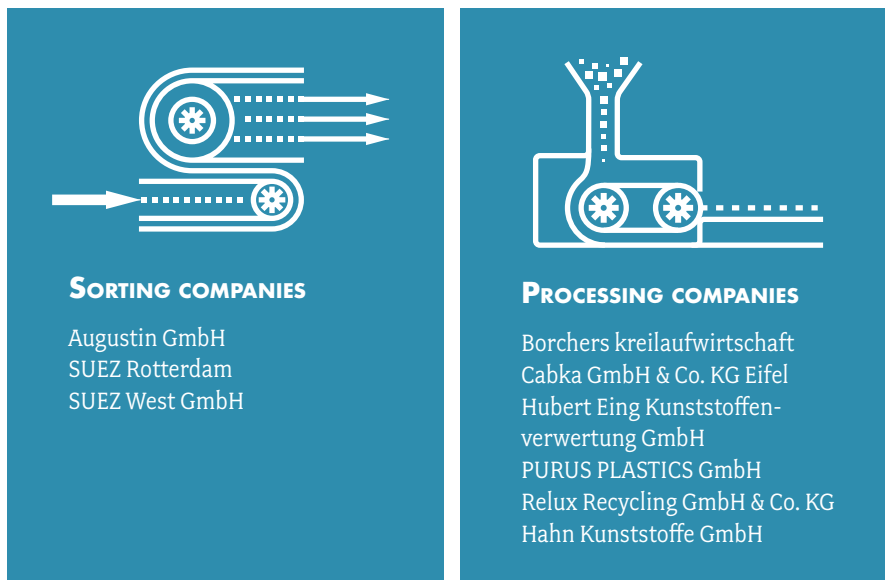 Sorting companies
Augustin GmbH
SUEZ Rotterdam
SUEZ West GmbH
Processing companies
Borchers kreilaufwirtschaft
Cabka GmbH & Co. KG Eifel
Hubert Eing Kunststoffen-
verwertung GmbH
PURUS PLASTICS GmbH
Relux Recycling GmbH & Co. KG
Hahn Kunststoffe GmbH